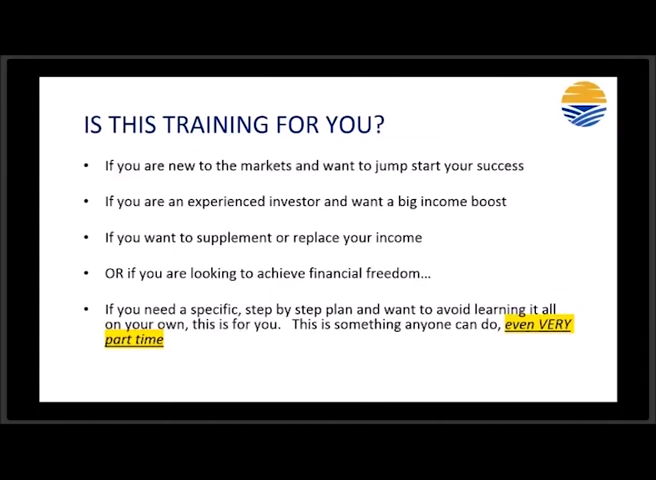 IS THIS TRAINING FOR YOU?
• If you are new to the markets and want to jump start your success
• If you are an experienced investor and want a big income boost
• If you want to supplement or replace your income
• OR if you are looking to achieve financial freedom...
• If you need a specific, step by step plan and want to avoid learning it all
on your own, this is for you. This is something anyone can do, even VERY
part time